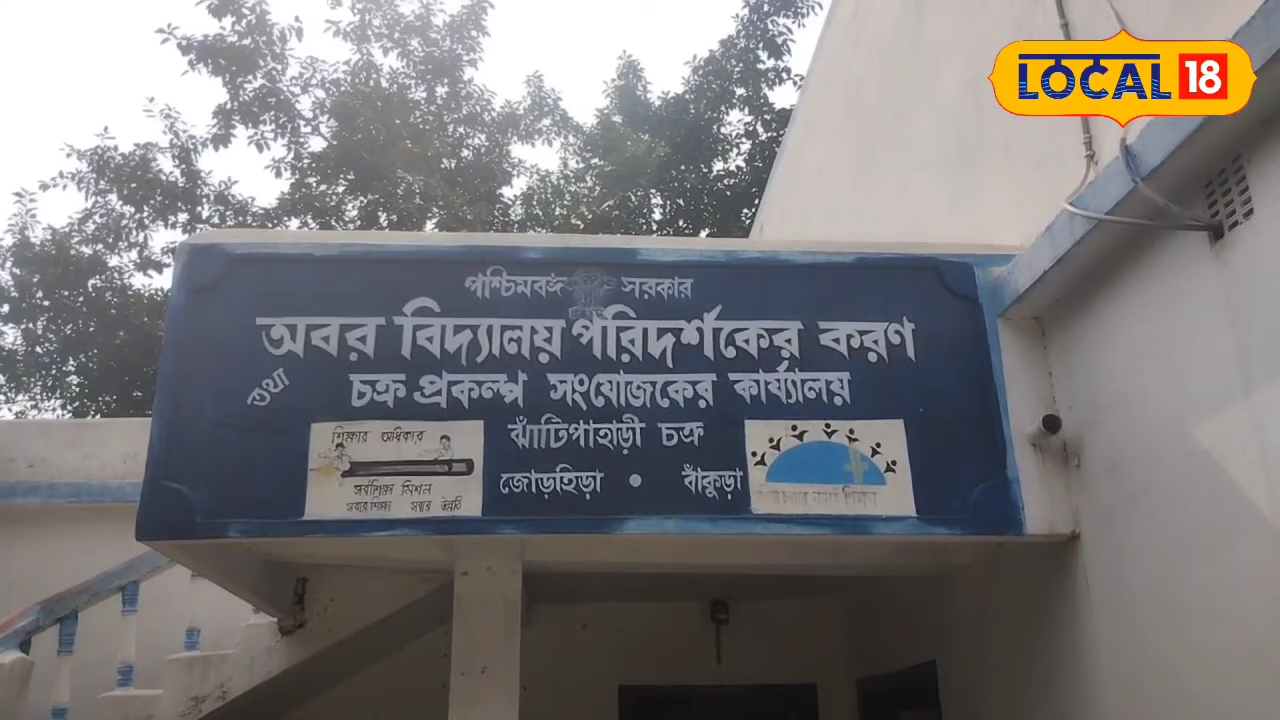 LOCAL 18
পশ্চিমবঙ্গ সরকার
অবর বিদ্যালয় পরিদর্শকের করণ
তথা
চক্র প্রকল্প সংযোজকের কার্য্যালয়
ঝাঁটিপাহাড়ী চক্র
জোড়হিড়া • বাঁকুড়া
শিক্ষার অধিকার
সর্বশিক্ষা মিশন
সবার শিক্ষা সবার উন্নতি
শিক্ষা